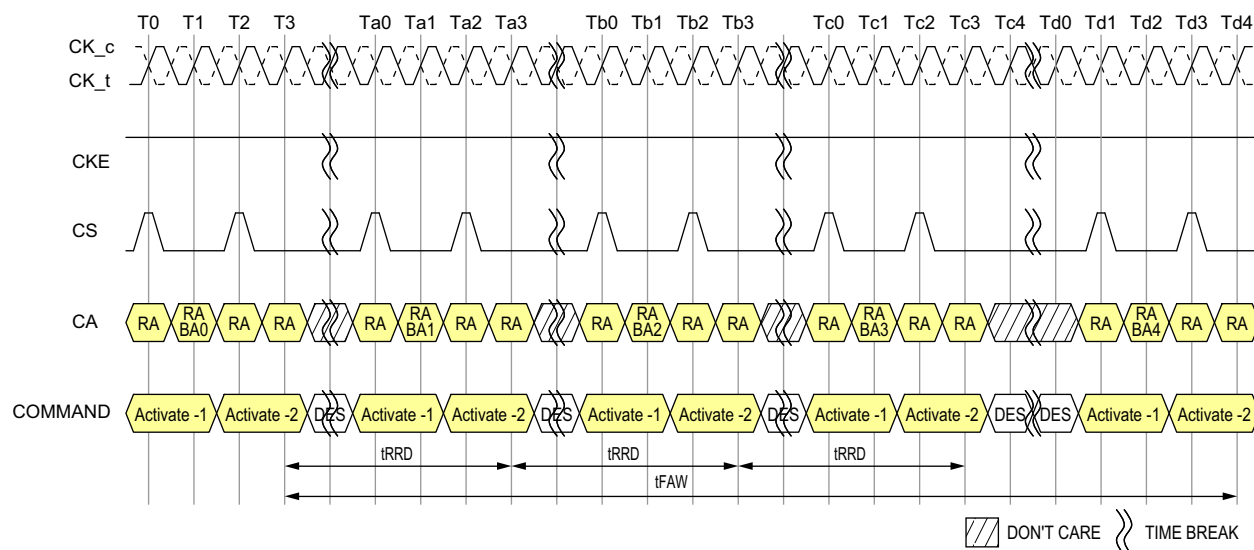 T0 T1 T2 T3 Ta0 Ta1 Ta2 Ta3 Tb0 Tb1 Tb2 Tb3 Tc0 Tc1 Tc2 Tc3 Tc4 Td0 Td1 Td2 Td3 Td4
CK_c
CK_t
CKE
CS
CA RA RA BA0 RA RA RA RA BA1 RA RA RA RA BA2 RA RA RA RA BA3 RA RA RA RA BA4 RA RA
COMMAND Activate -1 Activate -2 DES Activate -1 Activate -2 DES Activate -1 Activate -2 DES Activate -1 Activate -2 DES DES Activate -1 Activate -2
tRRD tRRD tRRD
tFAW
DON'T CARE TIME BREAK